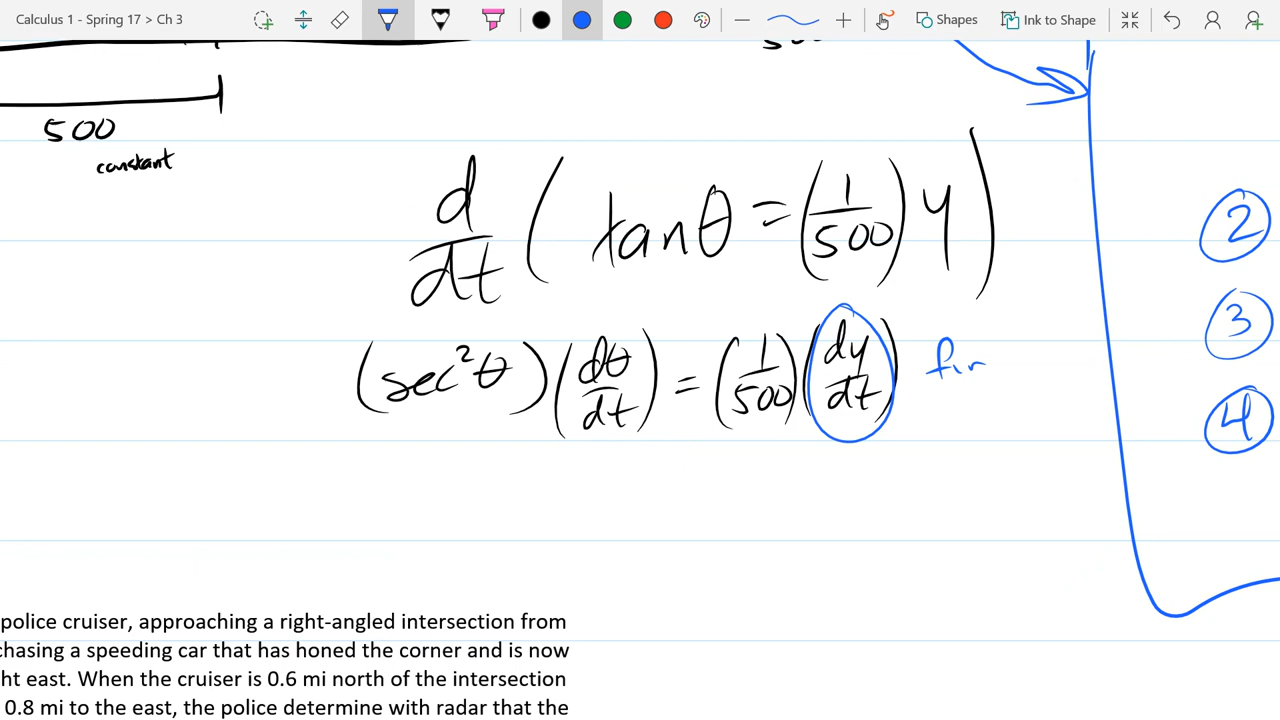 Calculus 1 - Spring 17 > Ch 3
Shapes
Ink to Shape
500
constant
d/dt ( tanθ = (1/500) y )
(sec²θ)(dθ/dt) = (1/500)(dy/dt) fin
2
3
4
police cruiser, approaching a right-angled intersection from
chasing a speeding car that has honed the corner and is now
ht east. When the cruiser is 0.6 mi north of the intersection
0.8 mi to the east, the police determine with radar that the